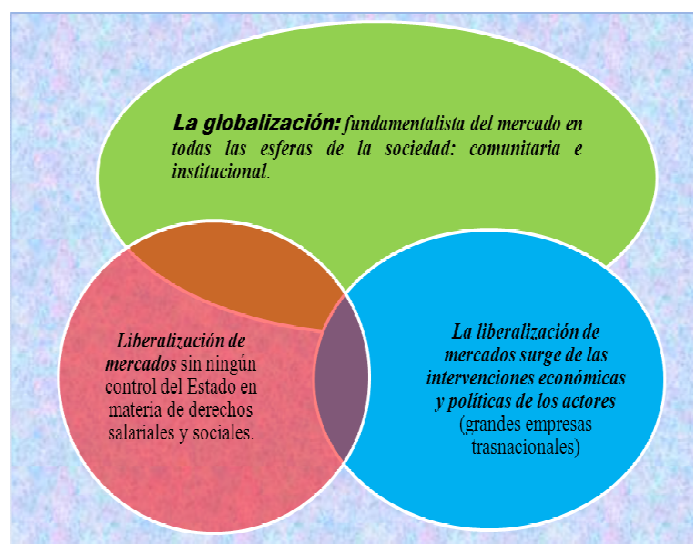 La globalización: fundamentalista del mercado en
todas las esferas de la sociedad: comunitaria e
institucional.
Liberalización de
mercados sin ningún
control del Estado en
materia de derechos
salariales y sociales.
La liberalización de
mercados surge de las
intervenciones económicas
y políticas de los actores
(grandes empresas
trasnacionales)